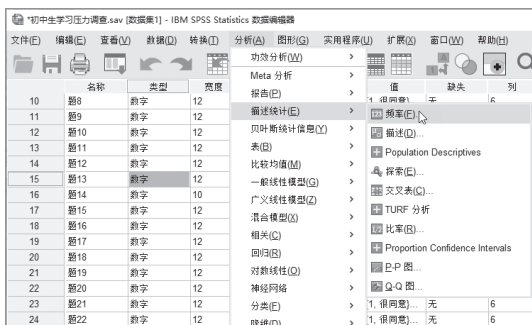 *初中生学习压力调查.sav [数据集1] - IBM SPSS Statistics 数据编辑器
文件(F) 编辑(E) 查看(V) 数据(D) 转换(T) 分析(A) 图形(G) 实用程序(U) 扩展(X) 窗口(W) 帮助(H)
名称 类型 宽度 值 缺失 列
10 题8 数字 12 {1, 很同意}... 无 6
11 题9 数字 12
12 题10 数字 12
13 题11 数字 12
14 题12 数字 12
15 题13 数字 12
16 题14 数字 10
17 题15 数字 12
18 题16 数字 12
19 题17 数字 12
20 题18 数字 12
21 题19 数字 12
22 题20 数字 12
23 题21 数字 12 {1, 很同意}... 无 6
24 题22 数字 12 {1, 很同意}... 无 6
功效分析(W) >
Meta 分析 >
报告(P) >
描述统计(E) >
贝叶斯统计信息(Y) >
表(B) >
比较均值(M) >
一般线性模型(G) >
广义线性模型(Z) >
混合模型(X) >
相关(C) >
回归(R) >
对数线性(O) >
神经网络 >
分类(F) >
降维(D) >
频率(F)...
描述(D)...
Population Descriptives
探索(E)...
交叉表(C)...
TURF 分析
比率(R)...
Proportion Confidence Intervals
P-P 图...
Q-Q 图...